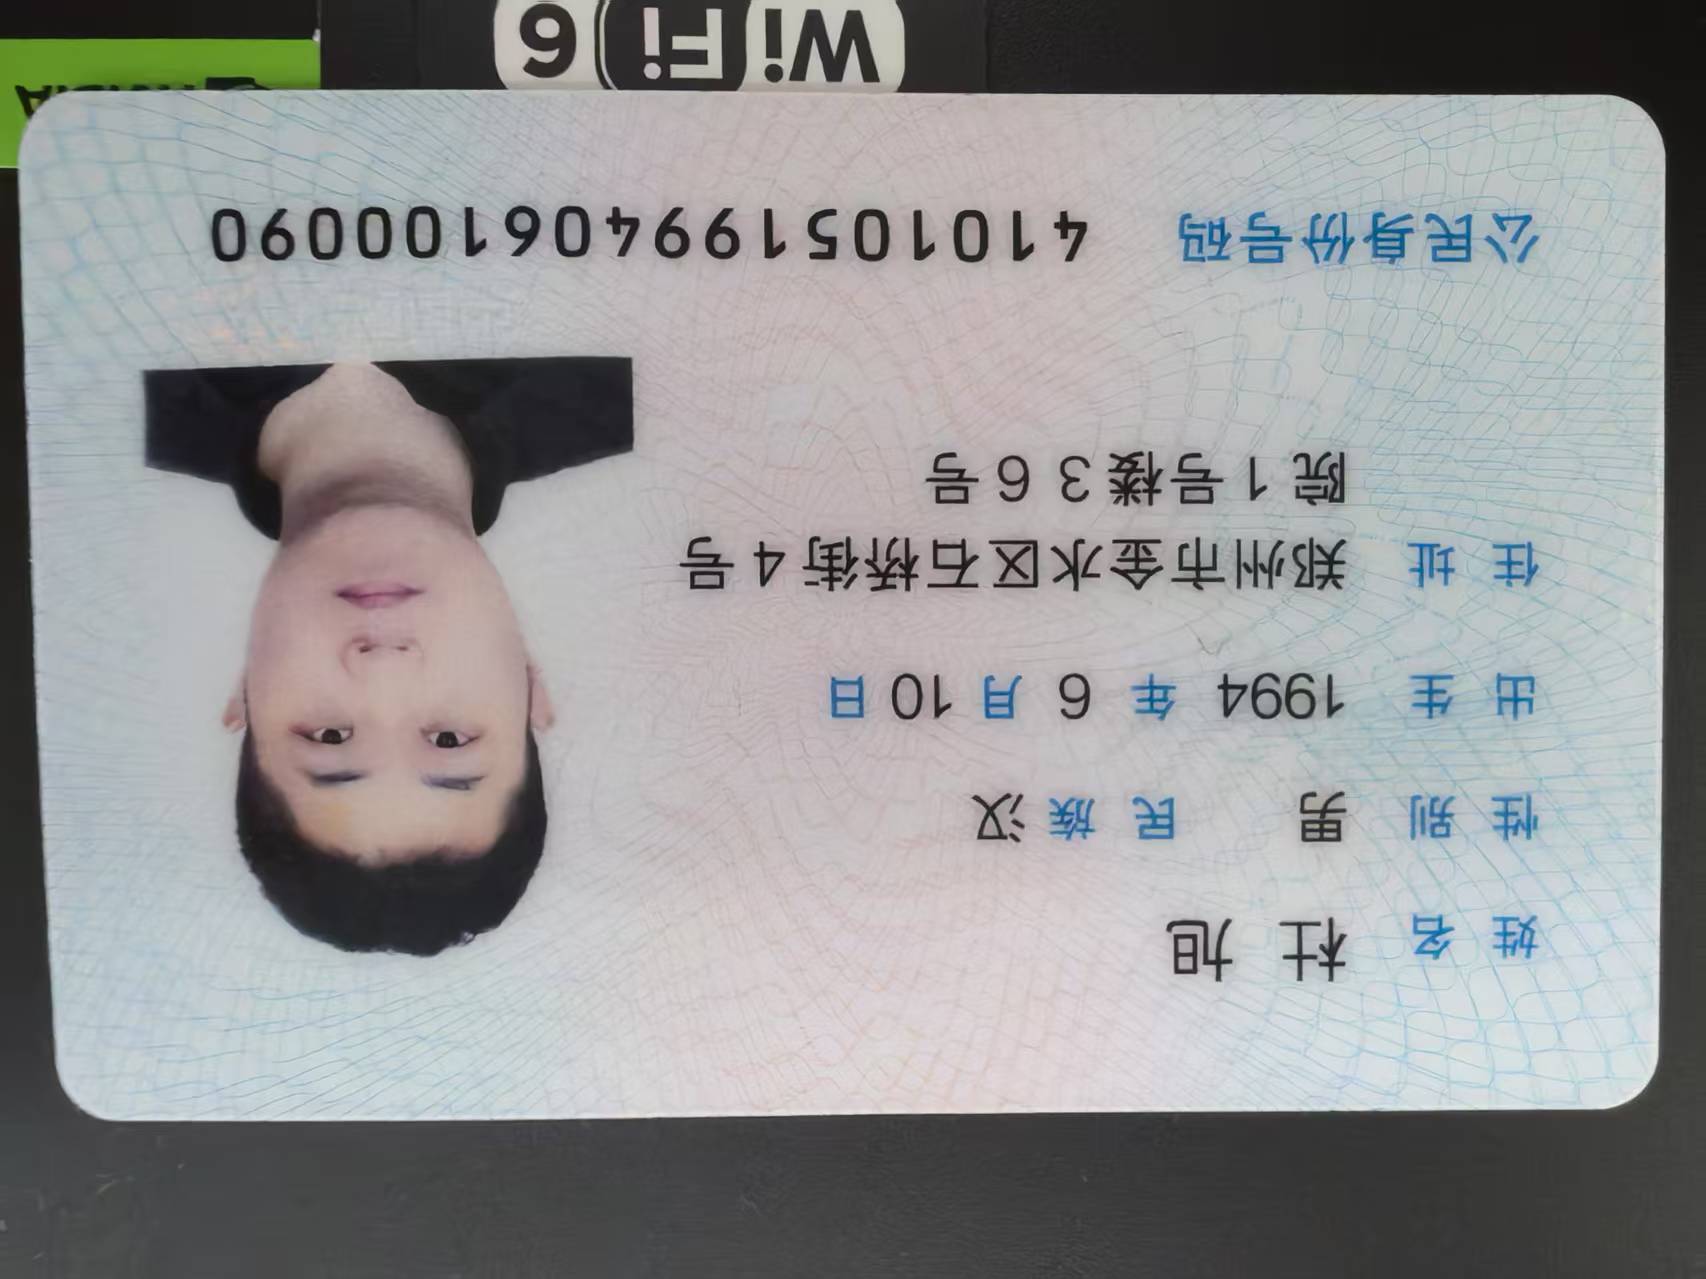 姓名 杜旭
性别 男 民族 汉
出生 1994 年 6 月 10 日
住址 郑州市金水区石桥街4号
院1号楼36号
公民身份号码 410105199406100090
WiFi 6
NVIDIA